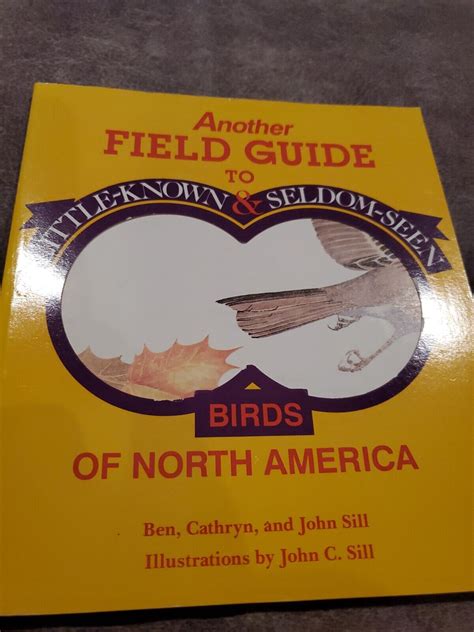 Another
FIELD GUIDE
TO
LITTLE-KNOWN & SELDOM-SEEN
BIRDS
OF NORTH AMERICA
Ben, Cathryn, and John Sill
Illustrations by John C. Sill